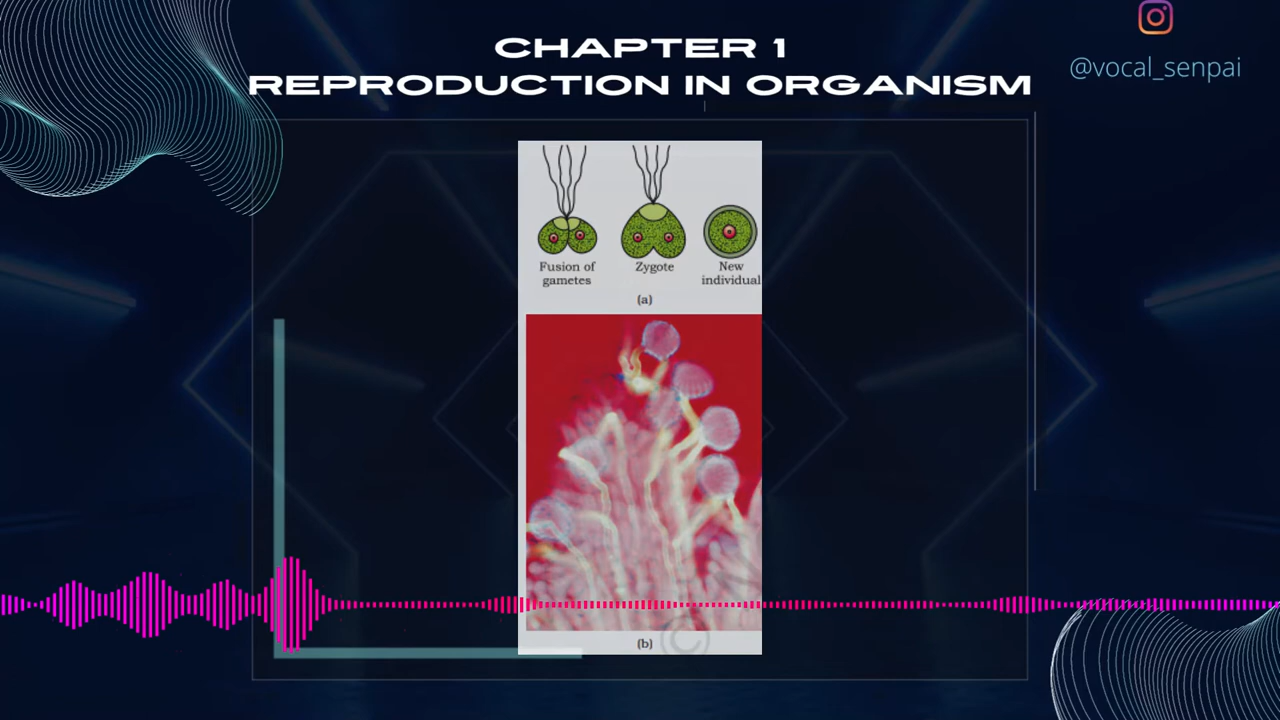 CHAPTER 1
REPRODUCTION IN ORGANISM
@vocal_senpai
Fusion of gametes
Zygote
New individual
(a)
(b)
©